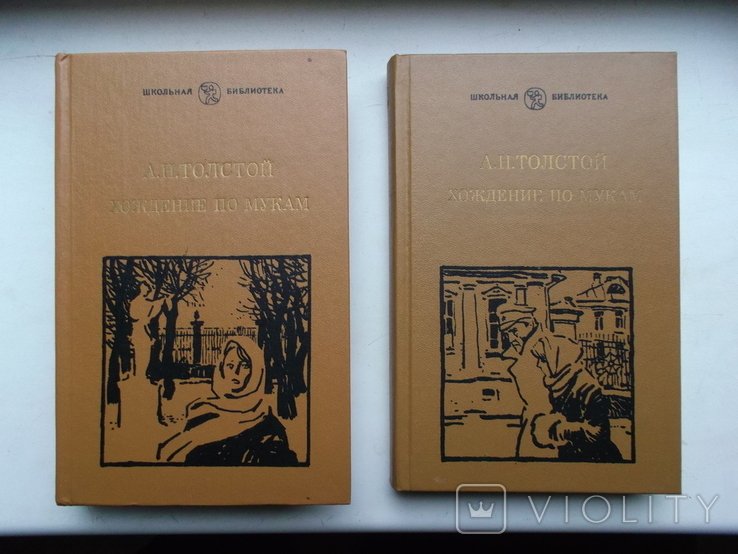 ШКОЛЬНАЯ БИБЛИОТЕКА
А.Н.ТОЛСТОЙ
ХОЖДЕНИЕ ПО МУКАМ
ШКОЛЬНАЯ БИБЛИОТЕКА
А.Н.ТОЛСТОЙ
ХОЖДЕНИЕ ПО МУКАМ
VIOLITY